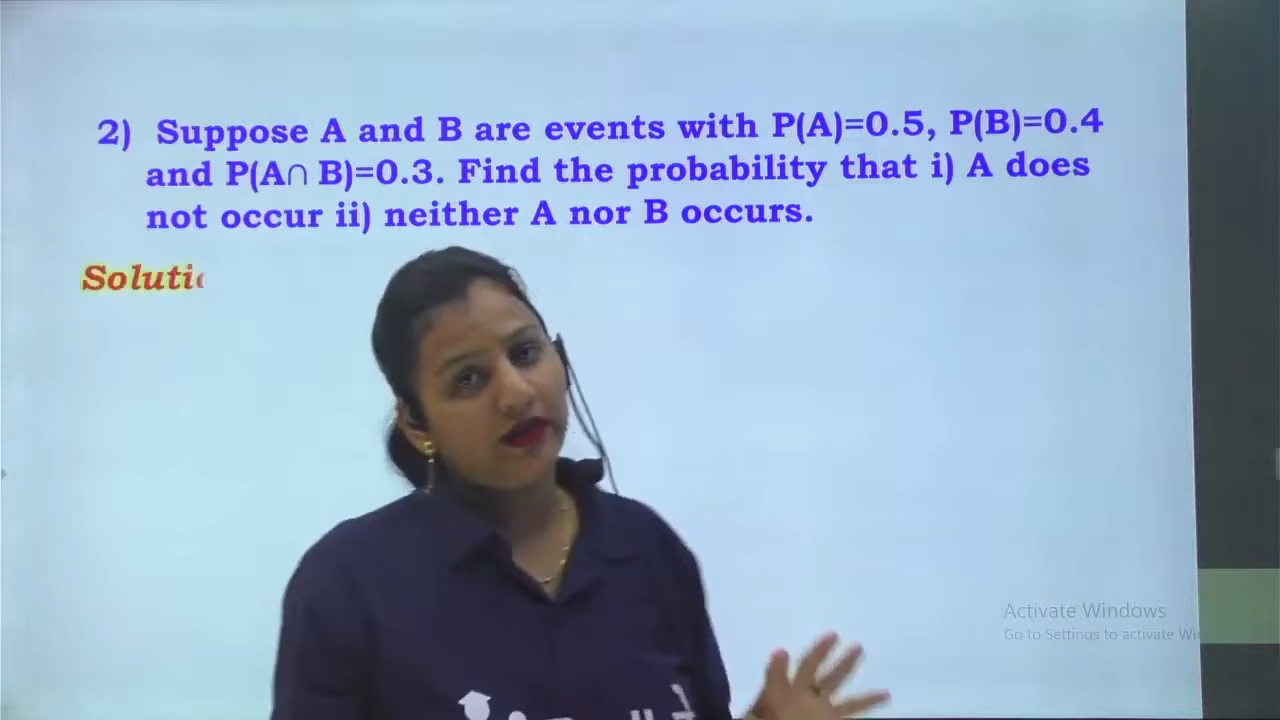 2) Suppose A and B are events with P(A)=0.5, P(B)=0.4
and P(A∩ B)=0.3. Find the probability that i) A does
not occur ii) neither A nor B occurs.
Soluti
Activate Windows
Go to Settings to activate Wi